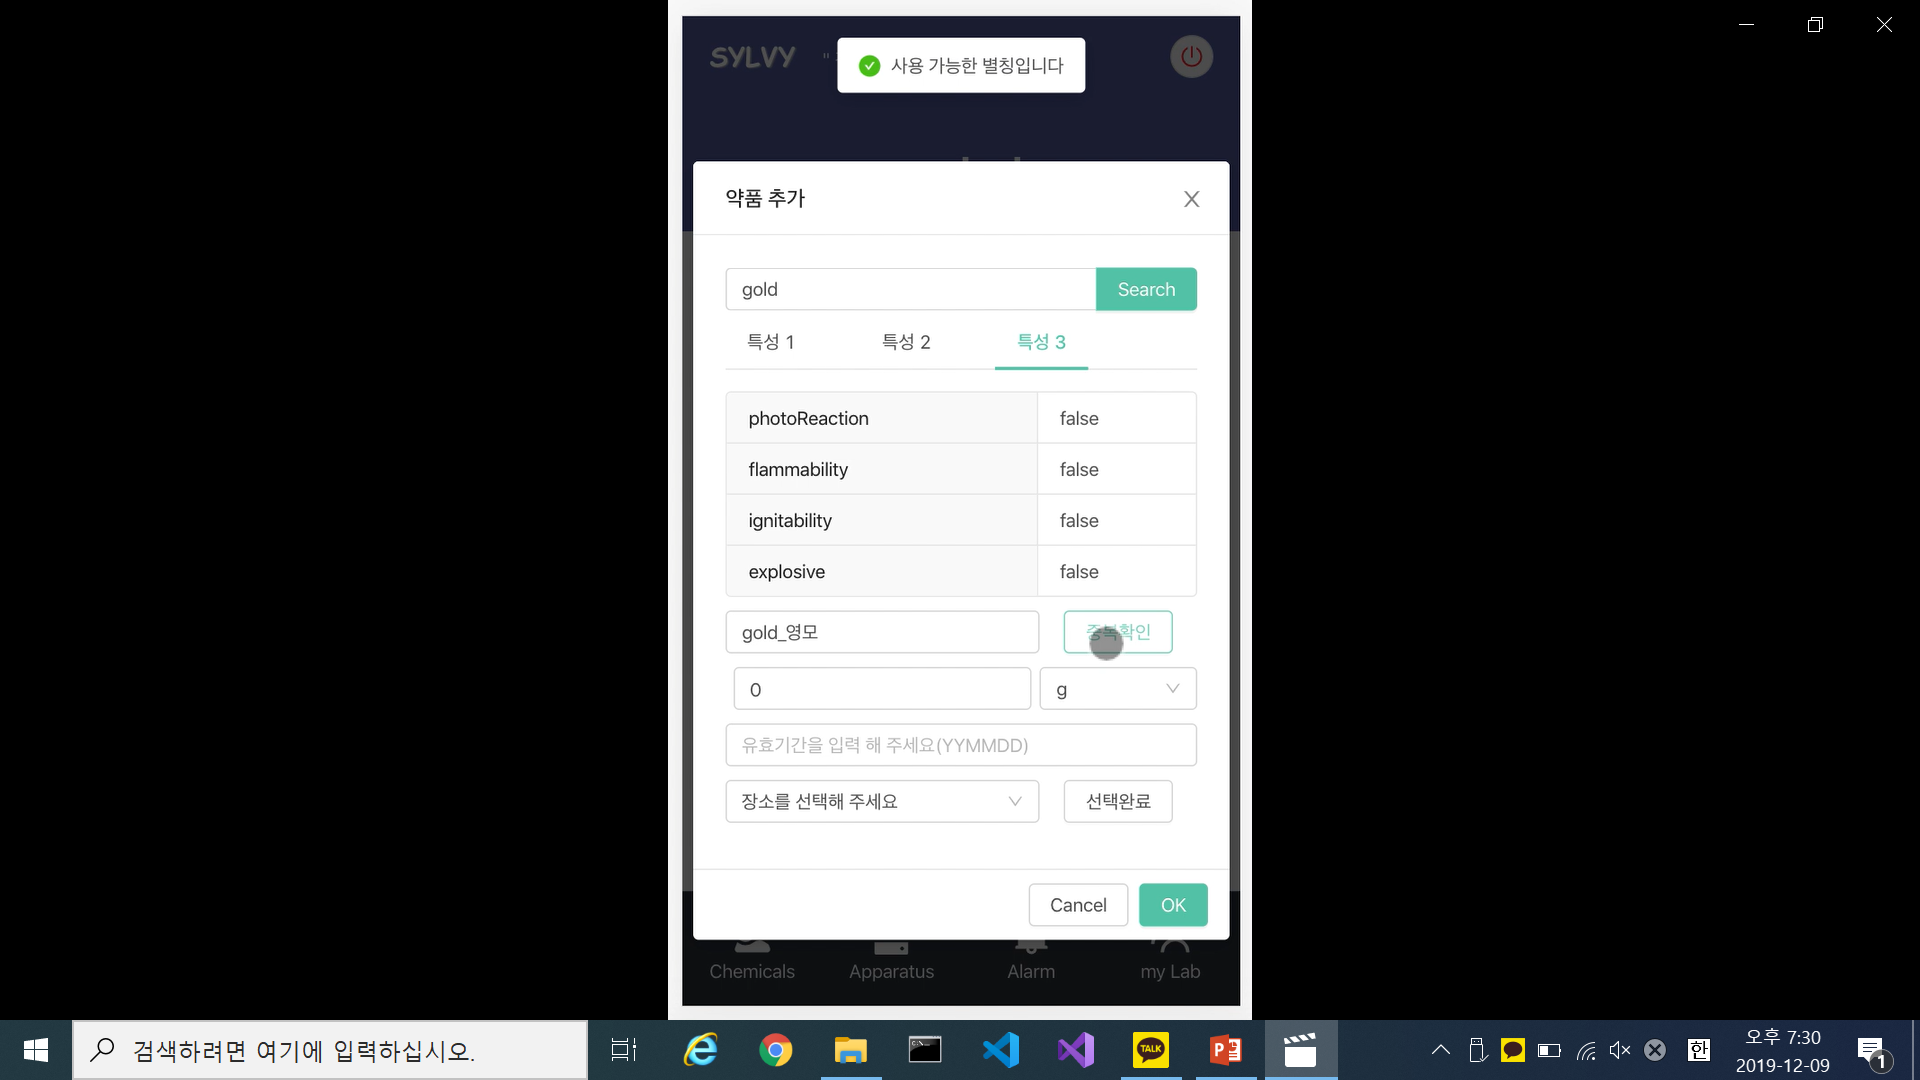 SYLVY "
사용 가능한 별칭입니다
약품 추가
gold Search
특성 1 특성 2 특성 3
photoReaction false
flammability false
ignitability false
explosive false
gold_영모 중복확인
0 g
유효기간을 입력 해 주세요(YYMMDD)
장소를 선택해 주세요 선택완료
Cancel OK
Chemicals Apparatus Alarm my Lab
검색하려면 여기에 입력하십시오.
TALK
한
오후 7:30
2019-12-09
1